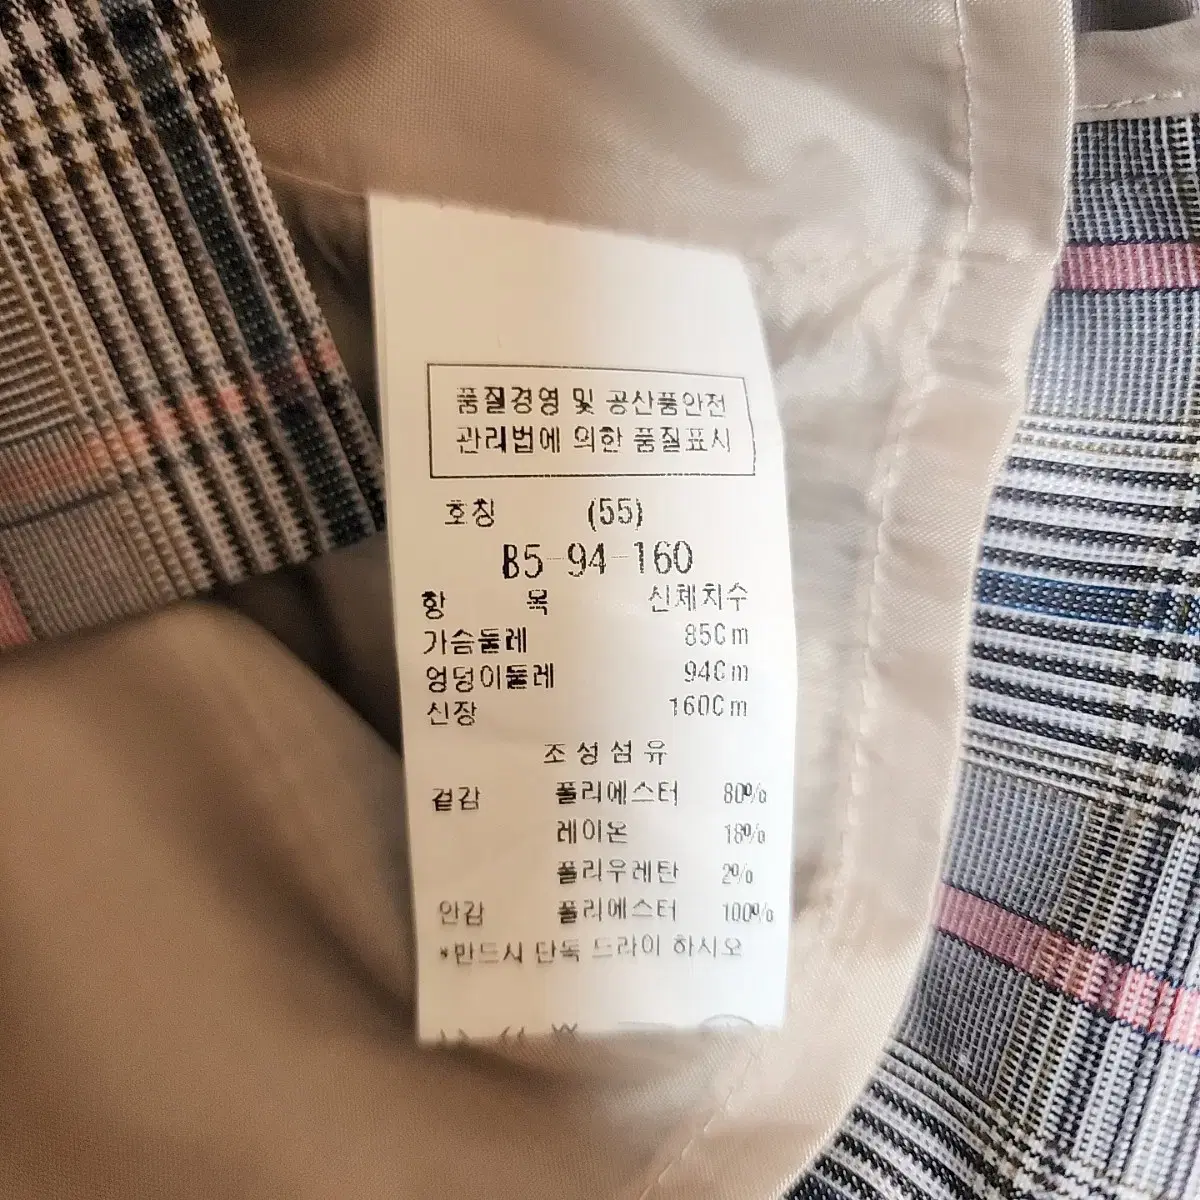 품질경영 및 공산품안전
관리법에 의한 품질표시
호칭 (55)
85-94-160
항 목 신체치수
가슴둘레 85Cm
엉덩이둘레 94Cm
신장 160Cm
조성섬유
겉감 폴리에스터 80%
레이온 18%
폴리우레탄 2%
안감 폴리에스터 100%
*반드시 단독 드라이 하시오